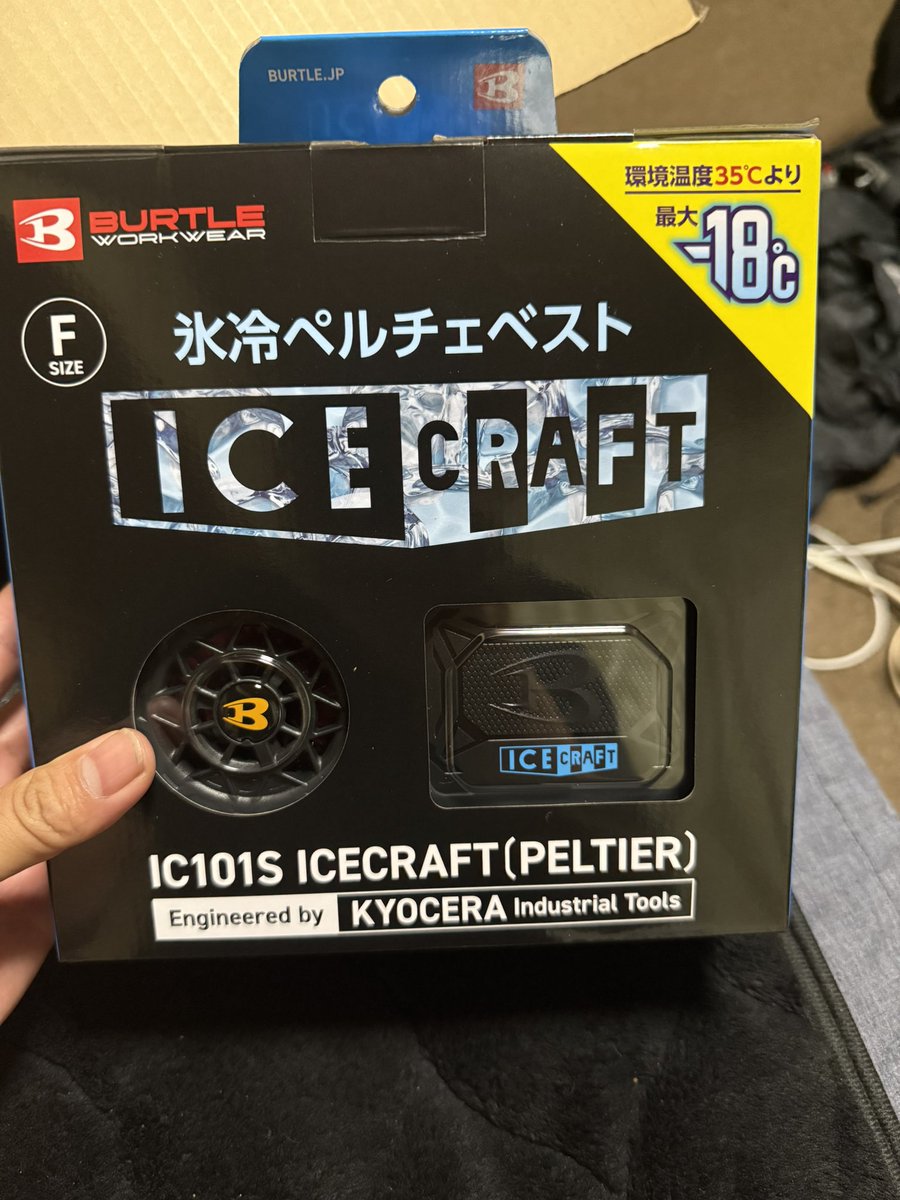 BURTLE.JP
B
環境温度35℃より
最大
-18℃
B BURTLE
WORKWEAR
F
SIZE
氷冷ペルチェベスト
ICE CRAFT
B
B
ICE CRAFT
IC101S ICECRAFT(PELTIER)
Engineered by KYOCERA Industrial Tools